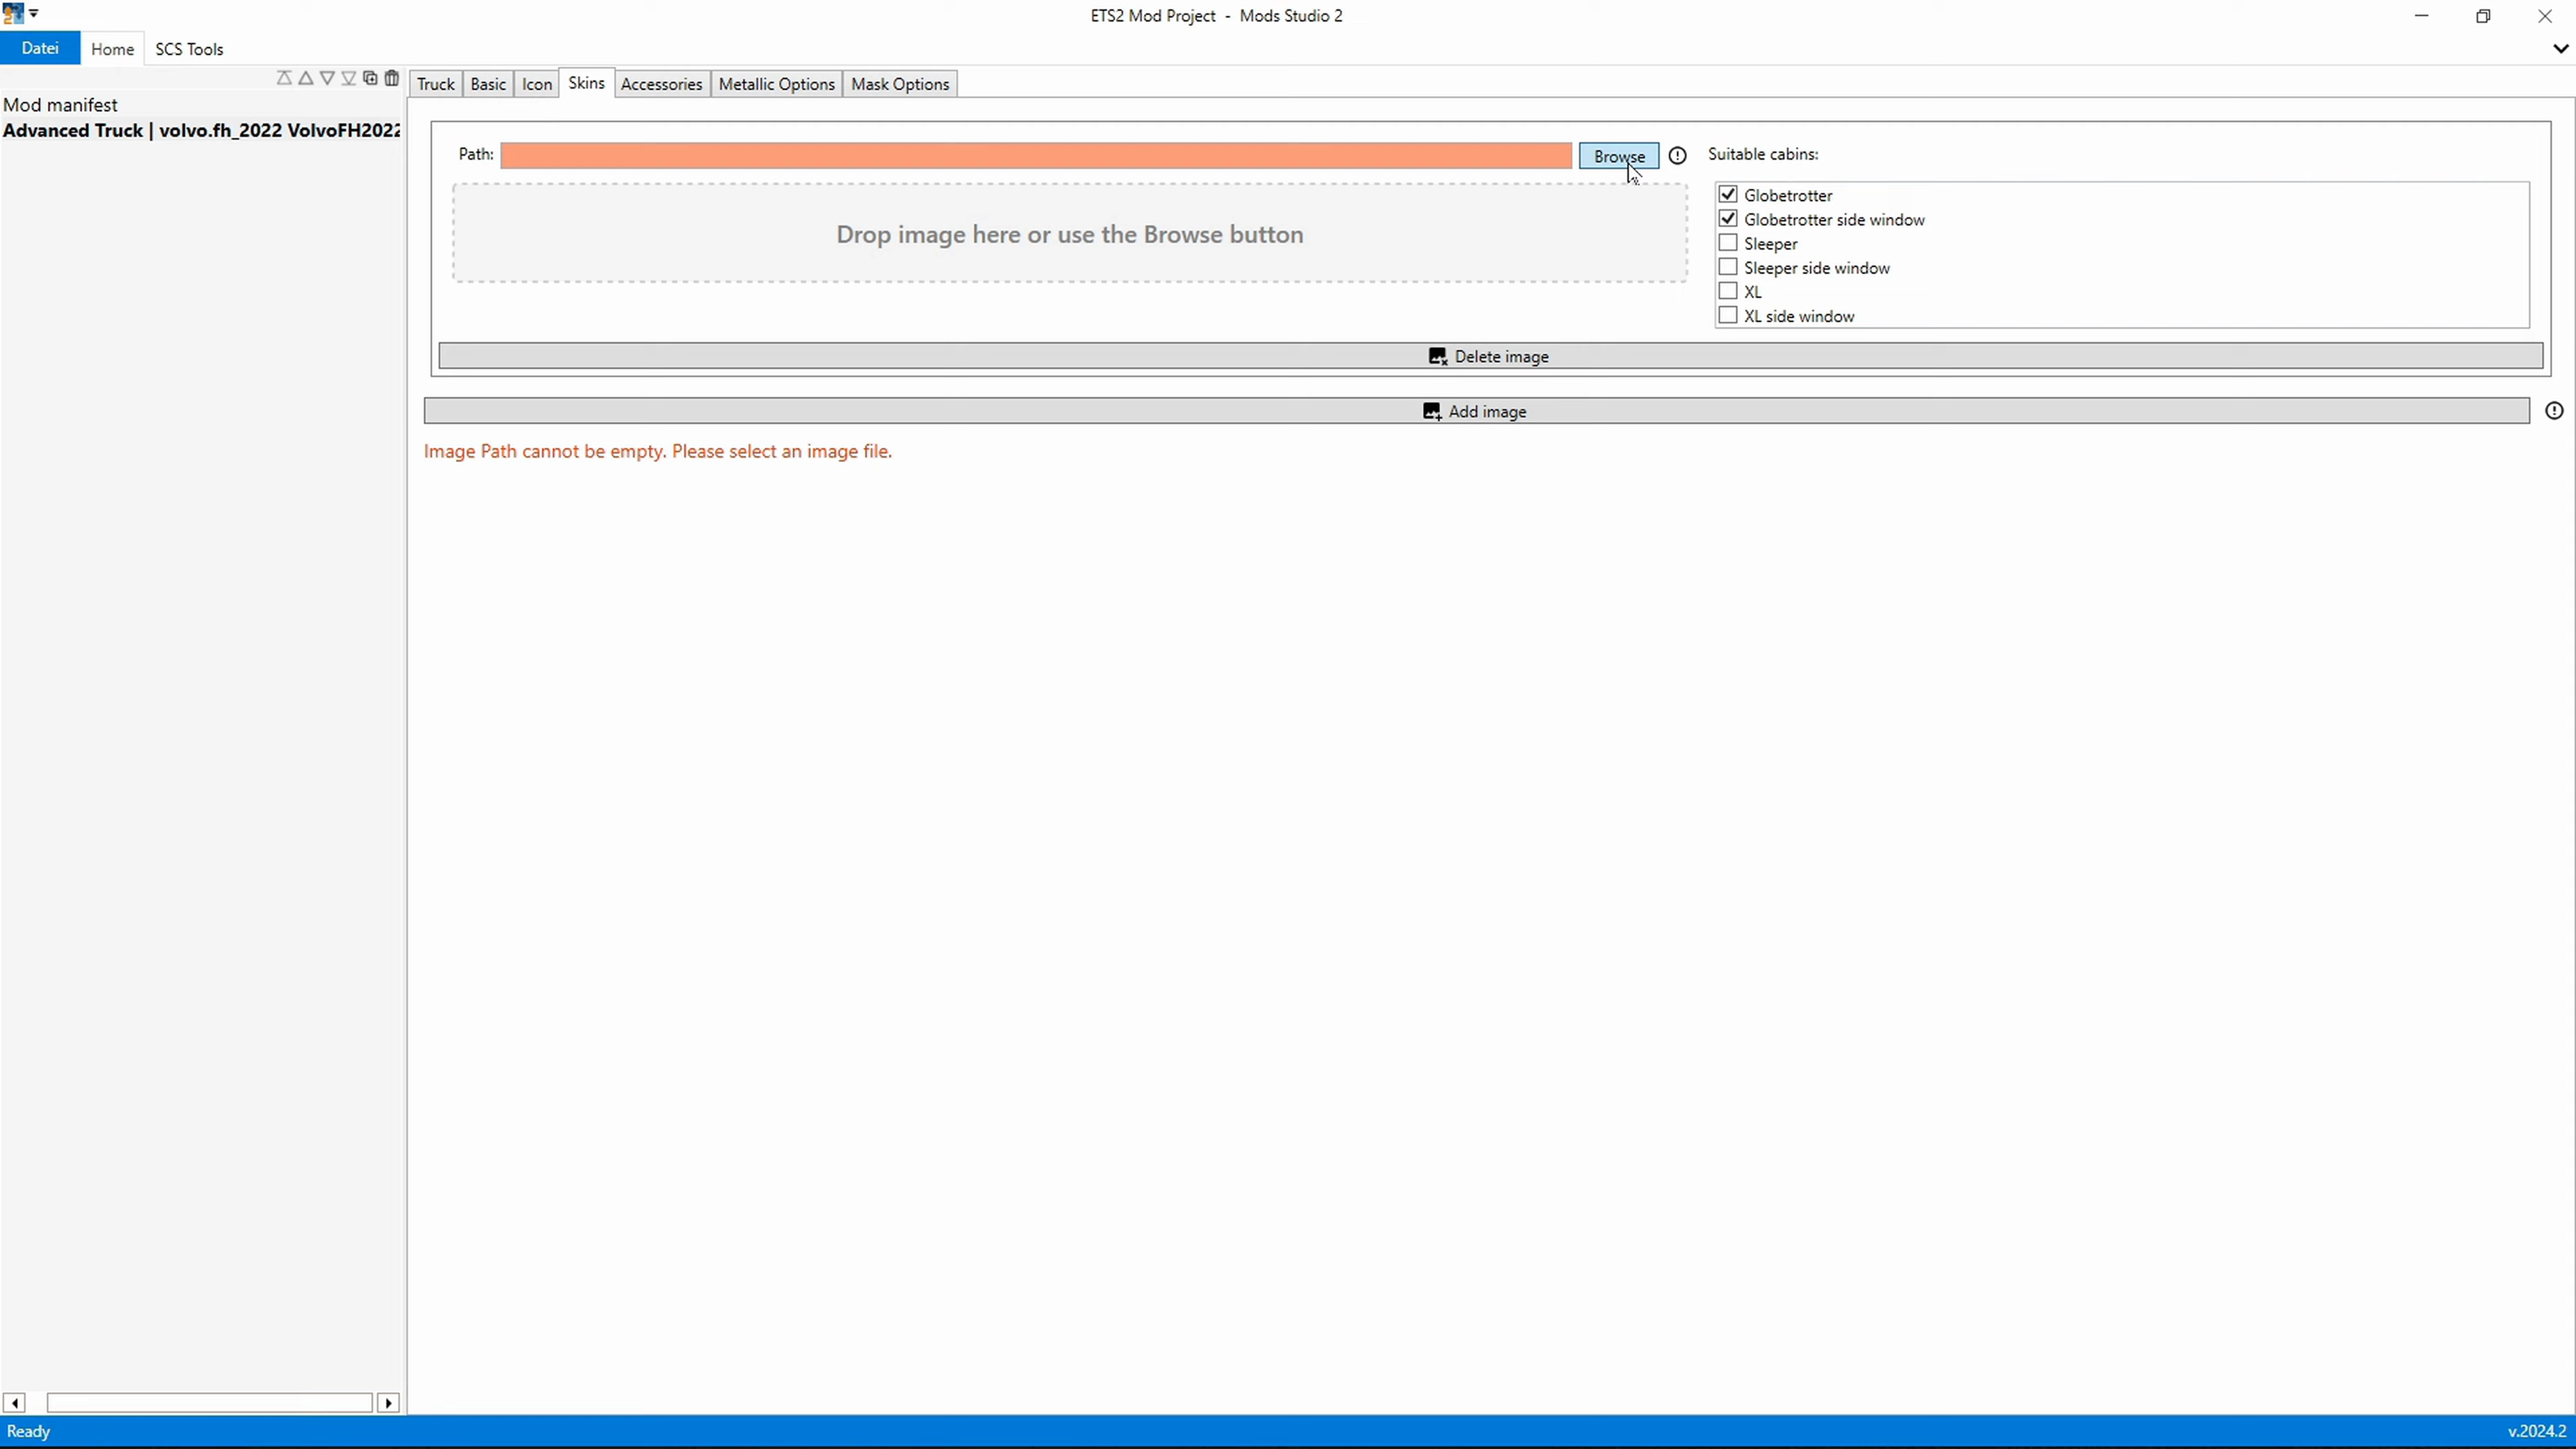 ETS2 Mod Project - Mods Studio 2
Datei Home SCS Tools
Truck Basic Icon Skins Accessories Metallic Options Mask Options
Mod manifest
Advanced Truck | volvo.fh_2022 VolvoFH2022
Path: Browse Suitable cabins:
Globetrotter
Globetrotter side window
Sleeper
Sleeper side window
XL
XL side window
Drop image here or use the Browse button
Delete image
Add image
Image Path cannot be empty. Please select an image file.
Ready v.2024.2